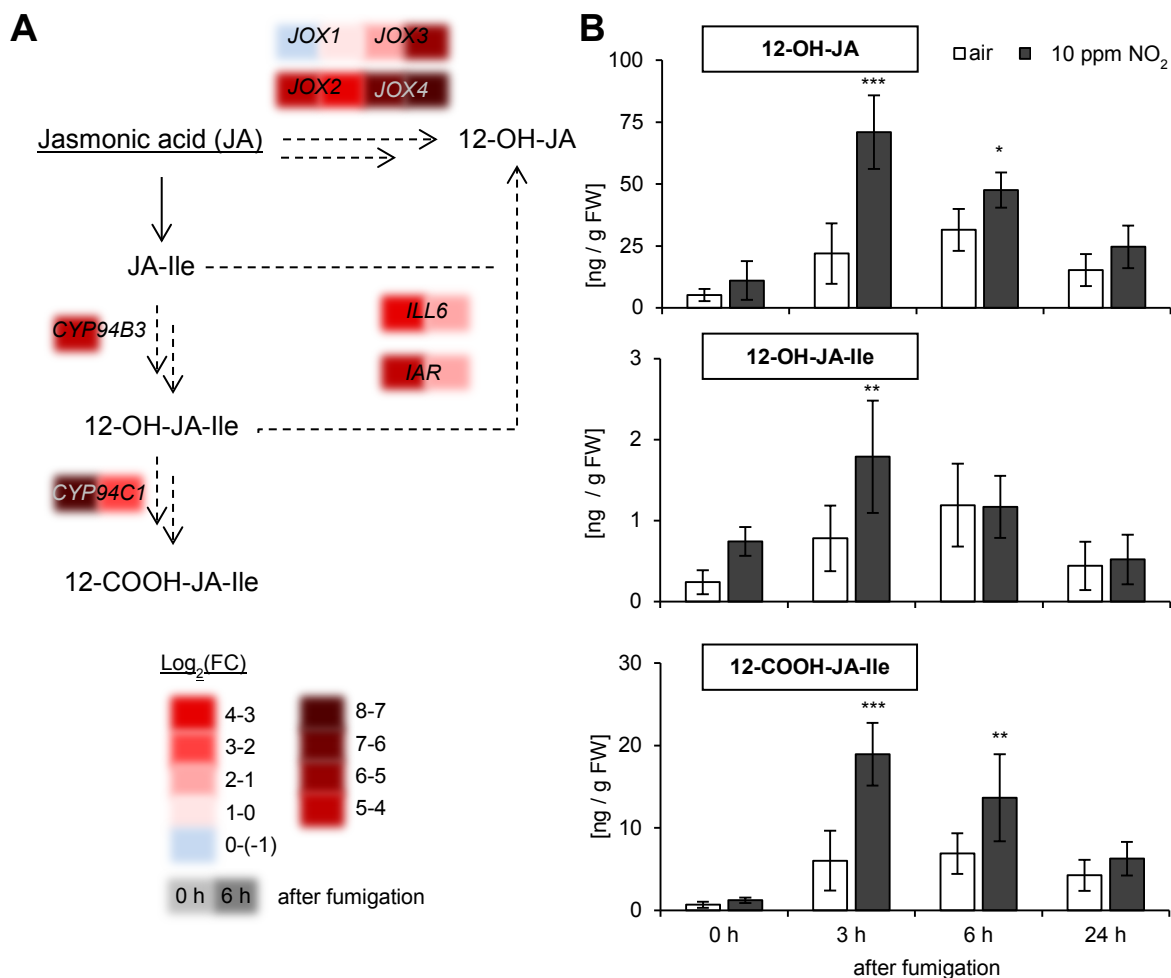 A
JOX1 JOX3
JOX2 JOX4
Jasmonic acid (JA)
12-OH-JA
JA-Ile
CYP94B3
ILL6
IAR
12-OH-JA-Ile
CYP94C1
12-COOH-JA-Ile
Log2(FC)
4-3
3-2
2-1
1-0
0-(-1)
8-7
7-6
6-5
5-4
0 h 6 h after fumigation
B
12-OH-JA
air 10 ppm NO2
100
75
50
25
0
[ng / g FW]
***
*
12-OH-JA-Ile
3
2
1
0
[ng / g FW]
**
12-COOH-JA-Ile
30
20
10
0
[ng / g FW]
***
**
0 h 3 h 6 h 24 h
after fumigation